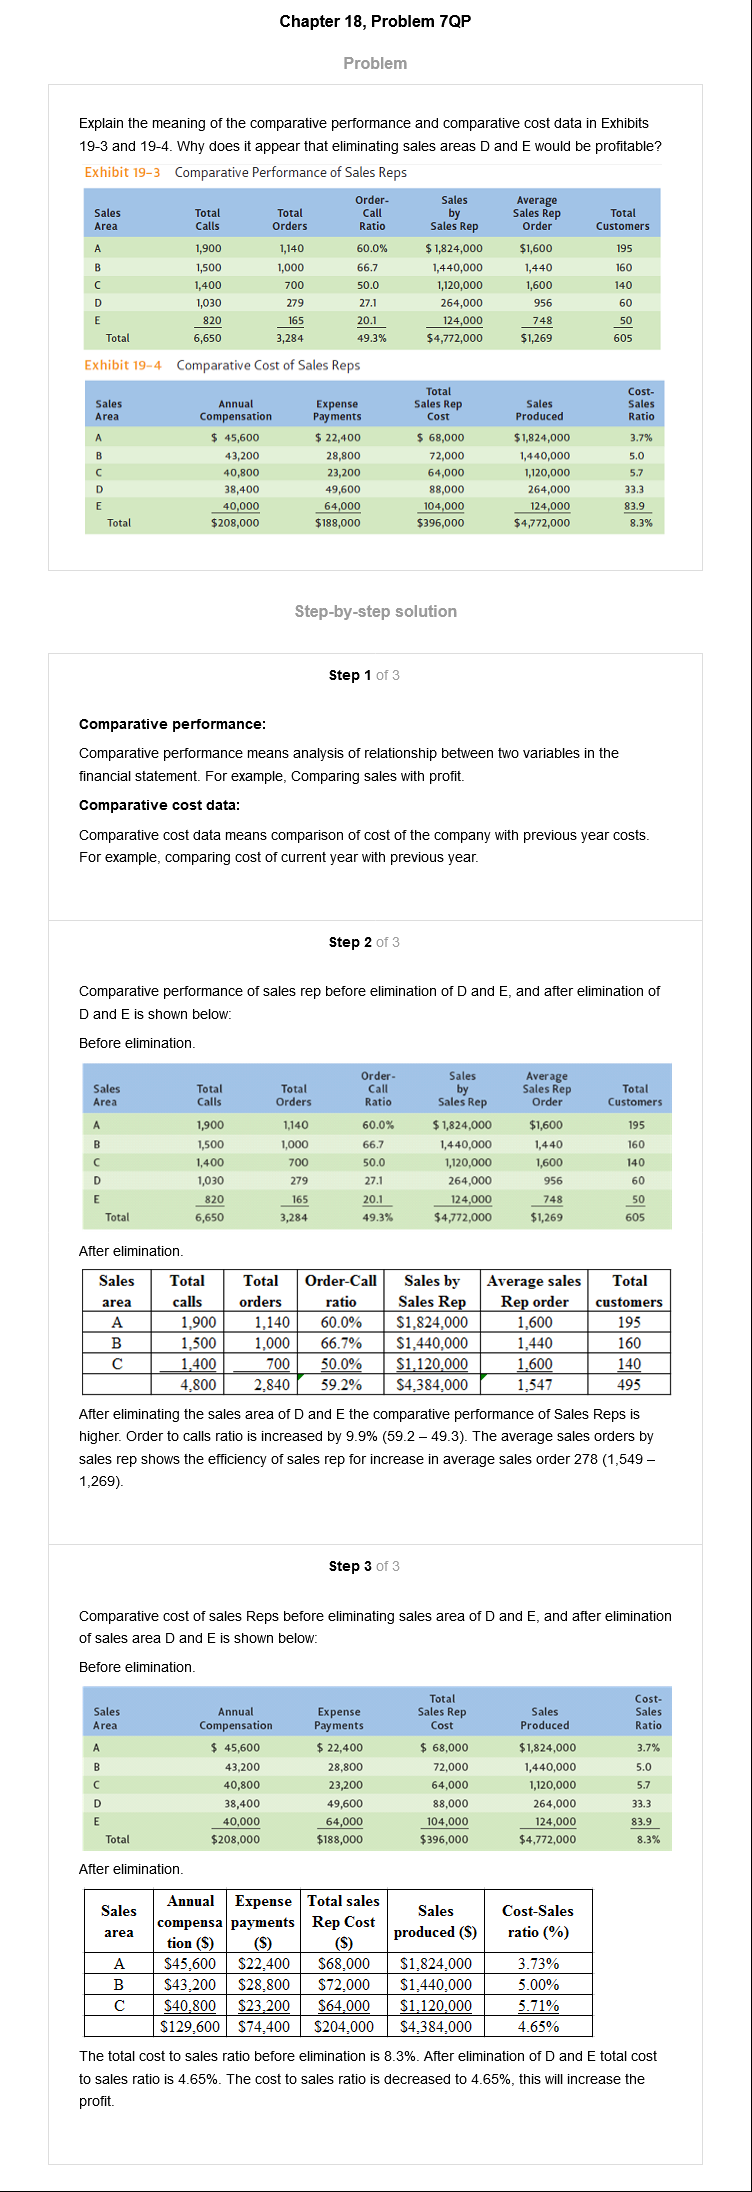 Chapter 18, Problem 7QP
Problem
Explain the meaning of the comparative performance and comparative cost data in Exhibits
19-3 and 19-4. Why does it appear that eliminating sales areas D and E would be profitable?
Exhibit 19–3 Comparative Performance of Sales Reps
Sales Area | Total Calls | Total Orders | Order-Call Ratio | Sales by Sales Rep | Average Sales Rep Order | Total Customers
A 1,900 1,140 60.0% $ 1,824,000 $1,600 195
B 1,500 1,000 66.7 1,440,000 1,440 160
C 1,400 700 50.0 1,120,000 1,600 140
D 1,030 279 27.1 264,000 956 60
E 820 165 20.1 124,000 748 50
Total 6,650 3,284 49.3% $4,772,000 $1,269 605
Exhibit 19–4 Comparative Cost of Sales Reps
Sales Area | Annual Compensation | Expense Payments | Total Sales Rep Cost | Sales Produced | Cost-Sales Ratio
A $ 45,600 $ 22,400 $ 68,000 $1,824,000 3.7%
B 43,200 28,800 72,000 1,440,000 5.0
C 40,800 23,200 64,000 1,120,000 5.7
D 38,400 49,600 88,000 264,000 33.3
E 40,000 64,000 104,000 124,000 83.9
Total $208,000 $188,000 $396,000 $4,772,000 8.3%
Step-by-step solution
Step 1 of 3
Comparative performance:
Comparative performance means analysis of relationship between two variables in the
financial statement. For example, Comparing sales with profit.
Comparative cost data:
Comparative cost data means comparison of cost of the company with previous year costs.
For example, comparing cost of current year with previous year.
Step 2 of 3
Comparative performance of sales rep before elimination of D and E, and after elimination of
D and E is shown below:
Before elimination.
Sales Area | Total Calls | Total Orders | Order-Call Ratio | Sales by Sales Rep | Average Sales Rep Order | Total Customers
A 1,900 1,140 60.0% $ 1,824,000 $1,600 195
B 1,500 1,000 66.7 1,440,000 1,440 160
C 1,400 700 50.0 1,120,000 1,600 140
D 1,030 279 27.1 264,000 956 60
E 820 165 20.1 124,000 748 50
Total 6,650 3,284 49.3% $4,772,000 $1,269 605
After elimination.
Sales area | Total calls | Total orders | Order-Call ratio | Sales by Sales Rep | Average sales Rep order | Total customers
A 1,900 1,140 60.0% $1,824,000 1,600 195
B 1,500 1,000 66.7% $1,440,000 1,440 160
C 1,400 700 50.0% $1,120,000 1,600 140
4,800 2,840 59.2% $4,384,000 1,547 495
After eliminating the sales area of D and E the comparative performance of Sales Reps is
higher. Order to calls ratio is increased by 9.9% (59.2 – 49.3). The average sales orders by
sales rep shows the efficiency of sales rep for increase in average sales order 278 (1,549 –
1,269).
Step 3 of 3
Comparative cost of sales Reps before eliminating sales area of D and E, and after elimination
of sales area D and E is shown below:
Before elimination.
Sales Area | Annual Compensation | Expense Payments | Total Sales Rep Cost | Sales Produced | Cost-Sales Ratio
A $ 45,600 $ 22,400 $ 68,000 $1,824,000 3.7%
B 43,200 28,800 72,000 1,440,000 5.0
C 40,800 23,200 64,000 1,120,000 5.7
D 38,400 49,600 88,000 264,000 33.3
E 40,000 64,000 104,000 124,000 83.9
Total $208,000 $188,000 $396,000 $4,772,000 8.3%
After elimination.
Sales area | Annual compensa tion ($) | Expense payments ($) | Total sales Rep Cost ($) | Sales produced ($) | Cost-Sales ratio (%)
A $45,600 $22,400 $68,000 $1,824,000 3.73%
B $43,200 $28,800 $72,000 $1,440,000 5.00%
C $40,800 $23,200 $64,000 $1,120,000 5.71%
$129,600 $74,400 $204,000 $4,384,000 4.65%
The total cost to sales ratio before elimination is 8.3%. After elimination of D and E total cost
to sales ratio is 4.65%. The cost to sales ratio is decreased to 4.65%, this will increase the
profit.